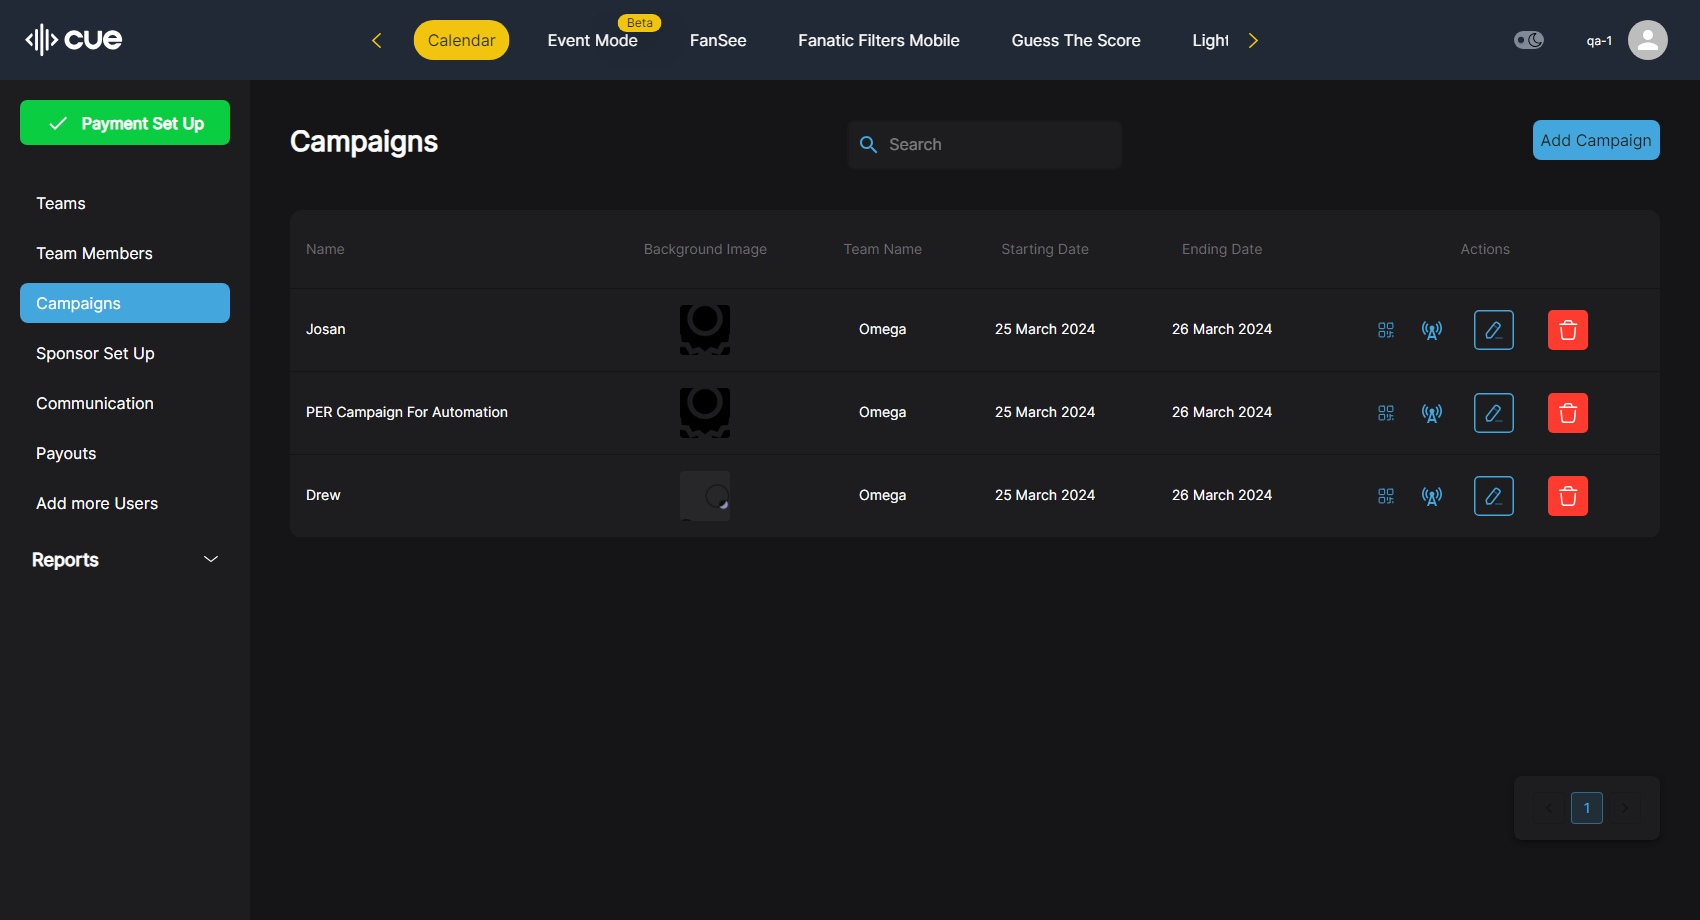 cue
Calendar
Event Mode
Beta
FanSee
Fanatic Filters Mobile
Guess The Score
Light
qa-1
Payment Set Up
Teams
Team Members
Campaigns
Sponsor Set Up
Communication
Payouts
Add more Users
Reports
Campaigns
Search
Add Campaign
Name Background Image Team Name Starting Date Ending Date Actions
Josan Omega 25 March 2024 26 March 2024
PER Campaign For Automation Omega 25 March 2024 26 March 2024
Drew Omega 25 March 2024 26 March 2024
1